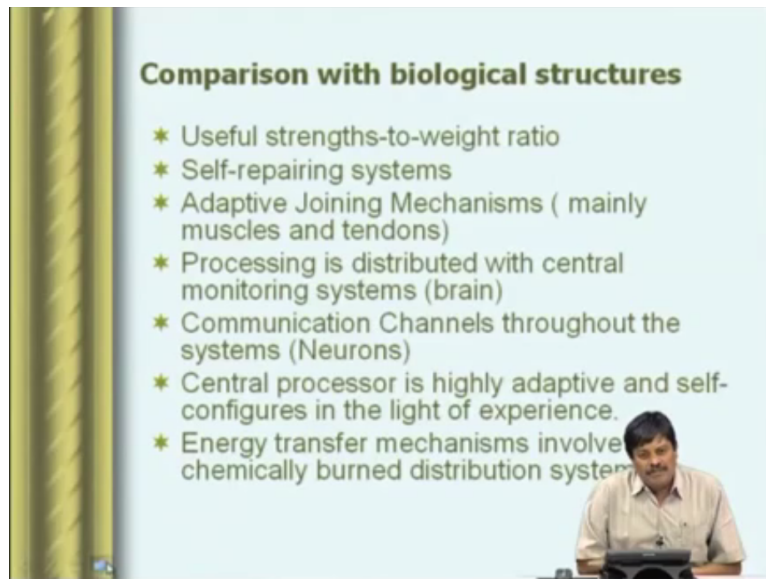 Comparison with biological structures
✶ Useful strengths-to-weight ratio
✶ Self-repairing systems
✶ Adaptive Joining Mechanisms ( mainly
muscles and tendons)
✶ Processing is distributed with central
monitoring systems (brain)
✶ Communication Channels throughout the
systems (Neurons)
✶ Central processor is highly adaptive and self-
configures in the light of experience.
✶ Energy transfer mechanisms involve
chemically burned distribution system